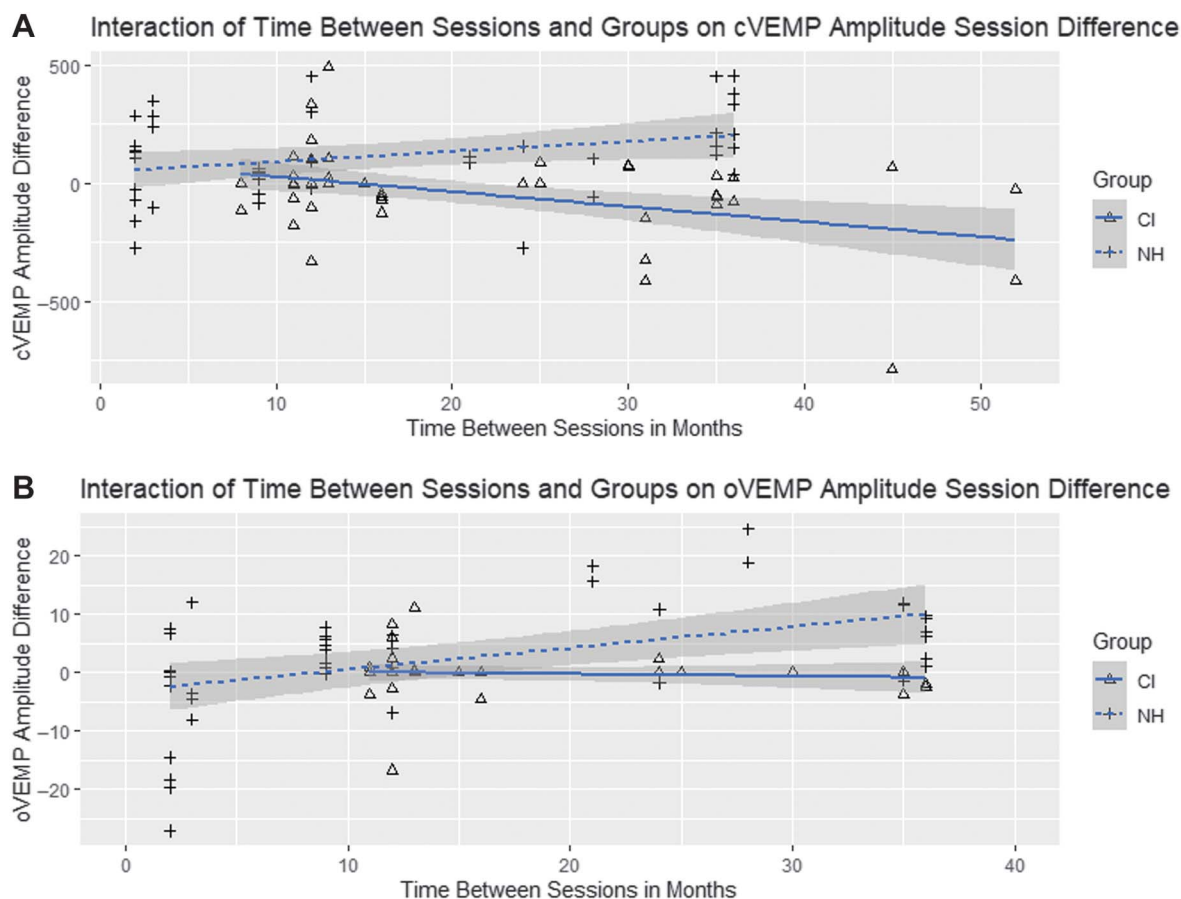 A
Interaction of Time Between Sessions and Groups on cVEMP Amplitude Session Difference
cVEMP Amplitude Difference
500
0
−500
0 10 20 30 40 50
Time Between Sessions in Months
Group
CI
NH
B
Interaction of Time Between Sessions and Groups on oVEMP Amplitude Session Difference
oVEMP Amplitude Difference
20
10
0
−10
−20
0 10 20 30 40
Time Between Sessions in Months
Group
CI
NH